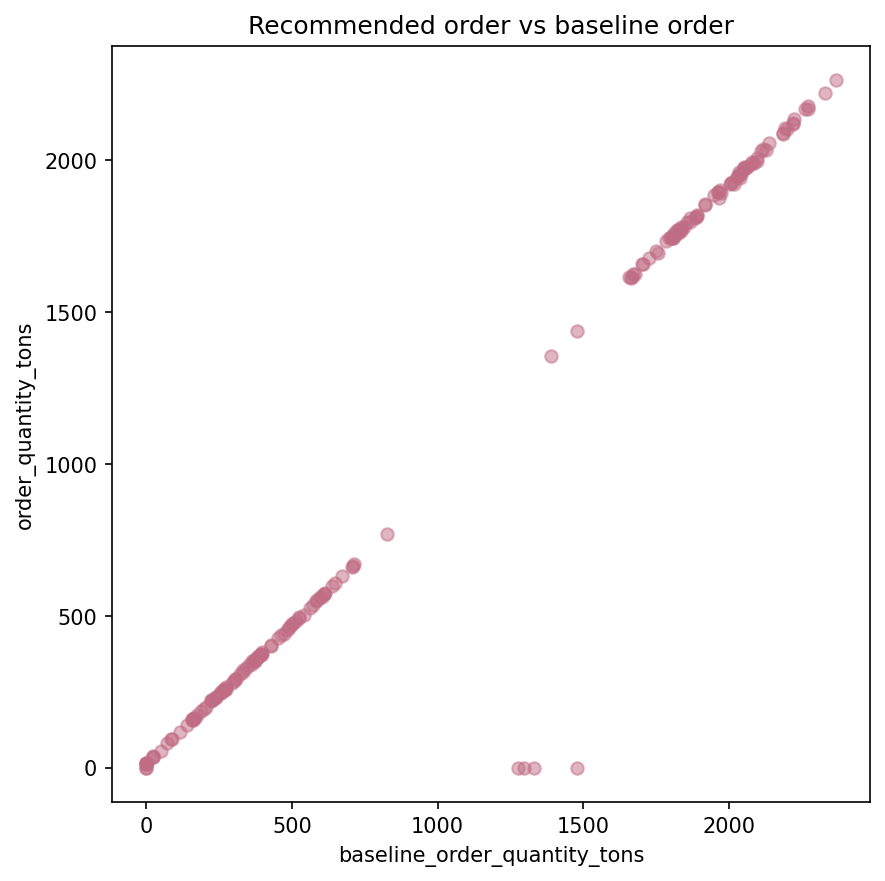 Recommended order vs baseline order
order_quantity_tons
2000
1500
1000
500
0
0 500 1000 1500 2000
baseline_order_quantity_tons